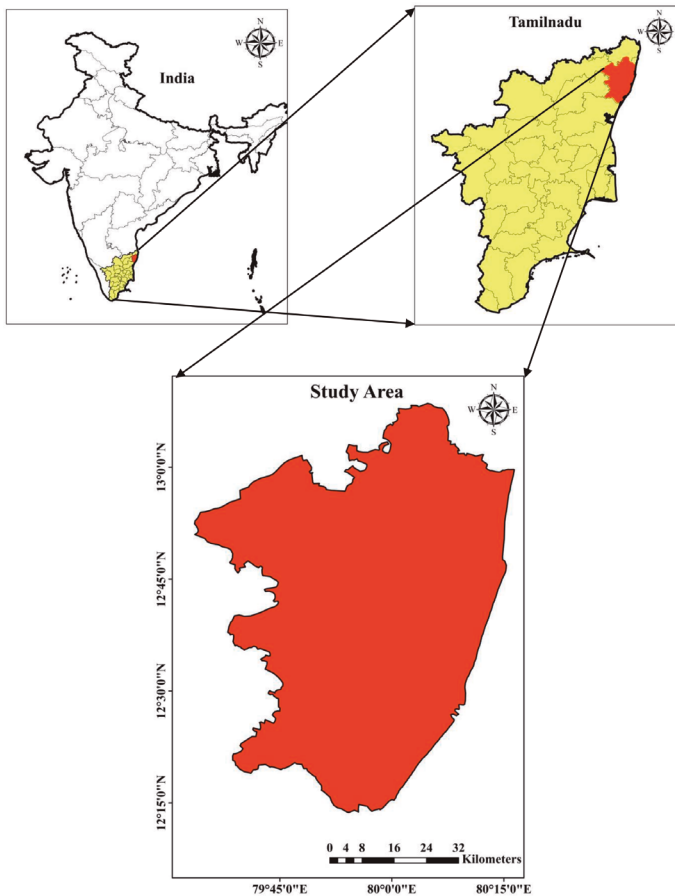 India
N
W E
S
Tamilnadu
N
W E
S
Study Area
N
W E
S
13°0'0"N
12°45'0"N
12°30'0"N
12°15'0"N
0 4 8 16 24 32
Kilometers
79°45'0"E 80°0'0"E 80°15'0"E